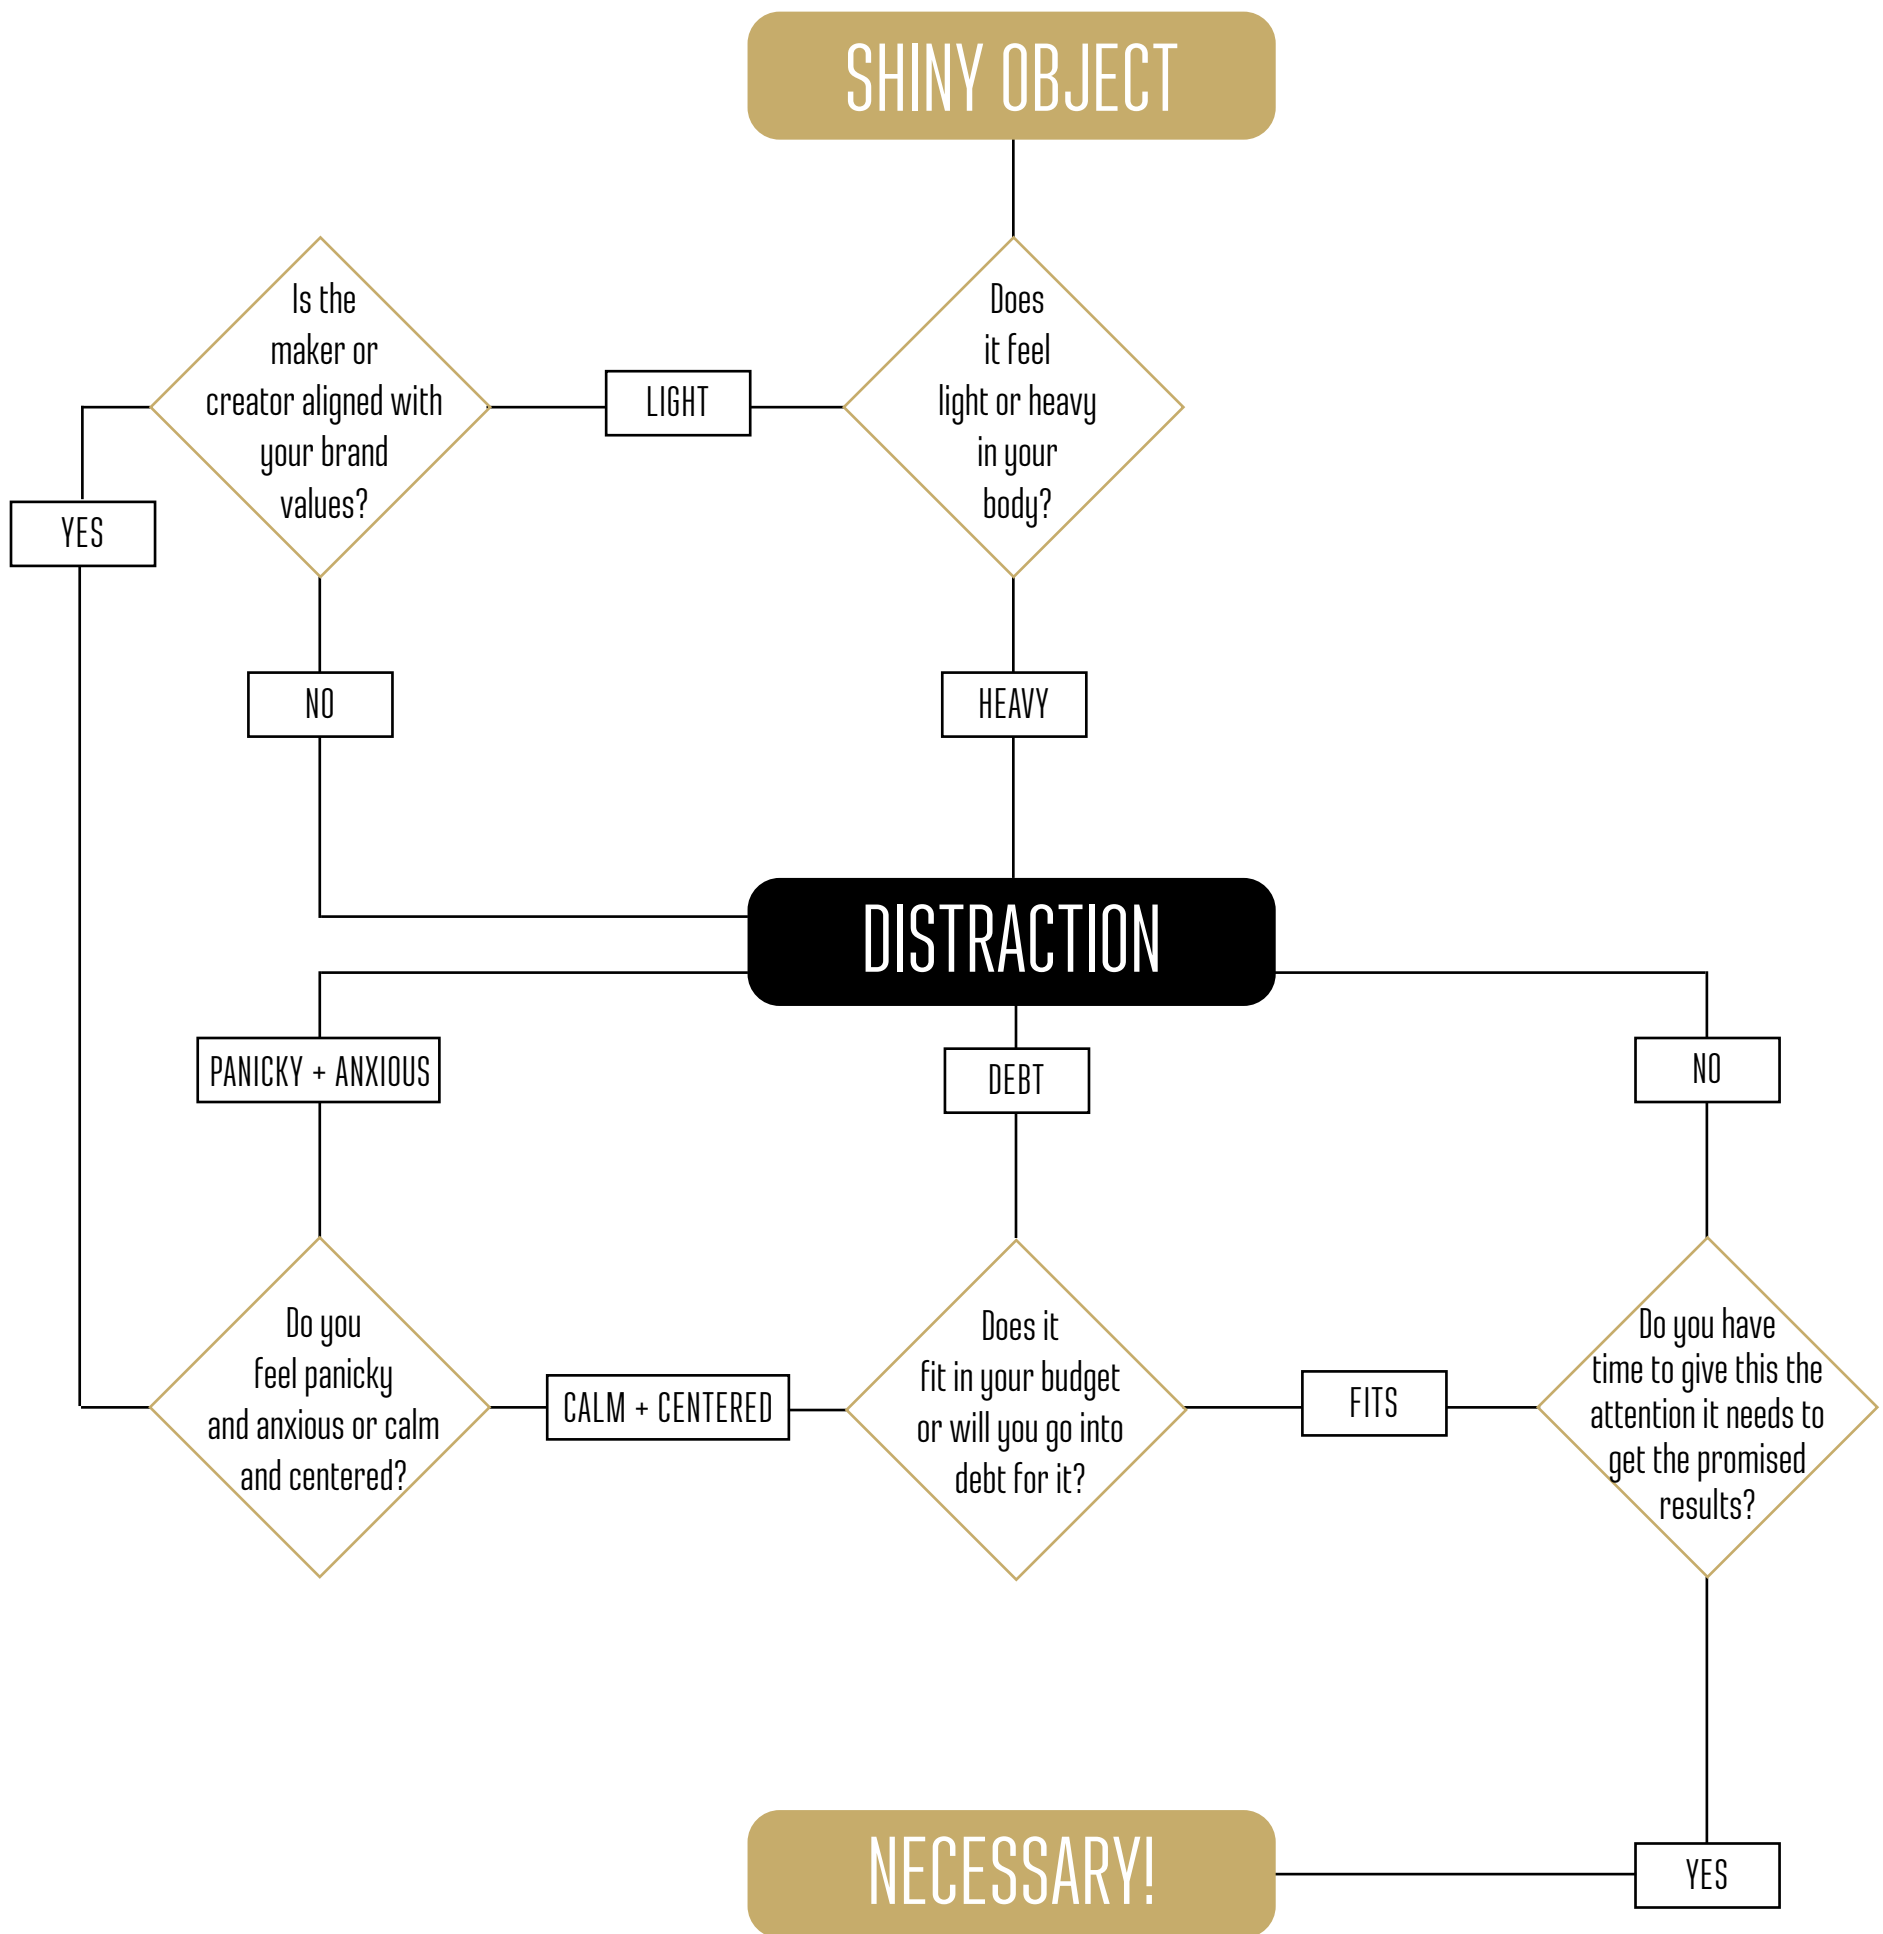 SHINY OBJECT
Does
it feel
light or heavy
in your
body?
LIGHT
Is the
maker or
creator aligned with
your brand
values?
YES
NO
HEAVY
DISTRACTION
PANICKY + ANXIOUS
DEBT
NO
Do you
feel panicky
and anxious or calm
and centered?
CALM + CENTERED
Does it
fit in your budget
or will you go into
debt for it?
FITS
Do you have
time to give this the
attention it needs to
get the promised
results?
YES
NECESSARY!